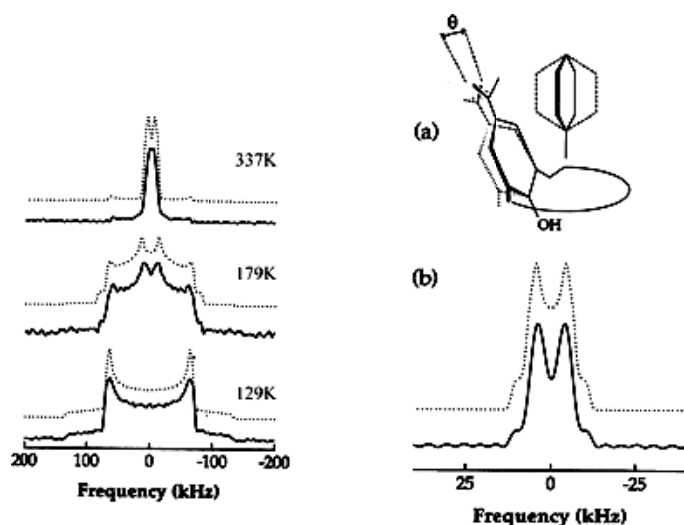 337K
179K
129K
200 100 0 -100 -200
Frequency (kHz)
θ
(a)
OH
(b)
25 0 -25
Frequency (kHz)